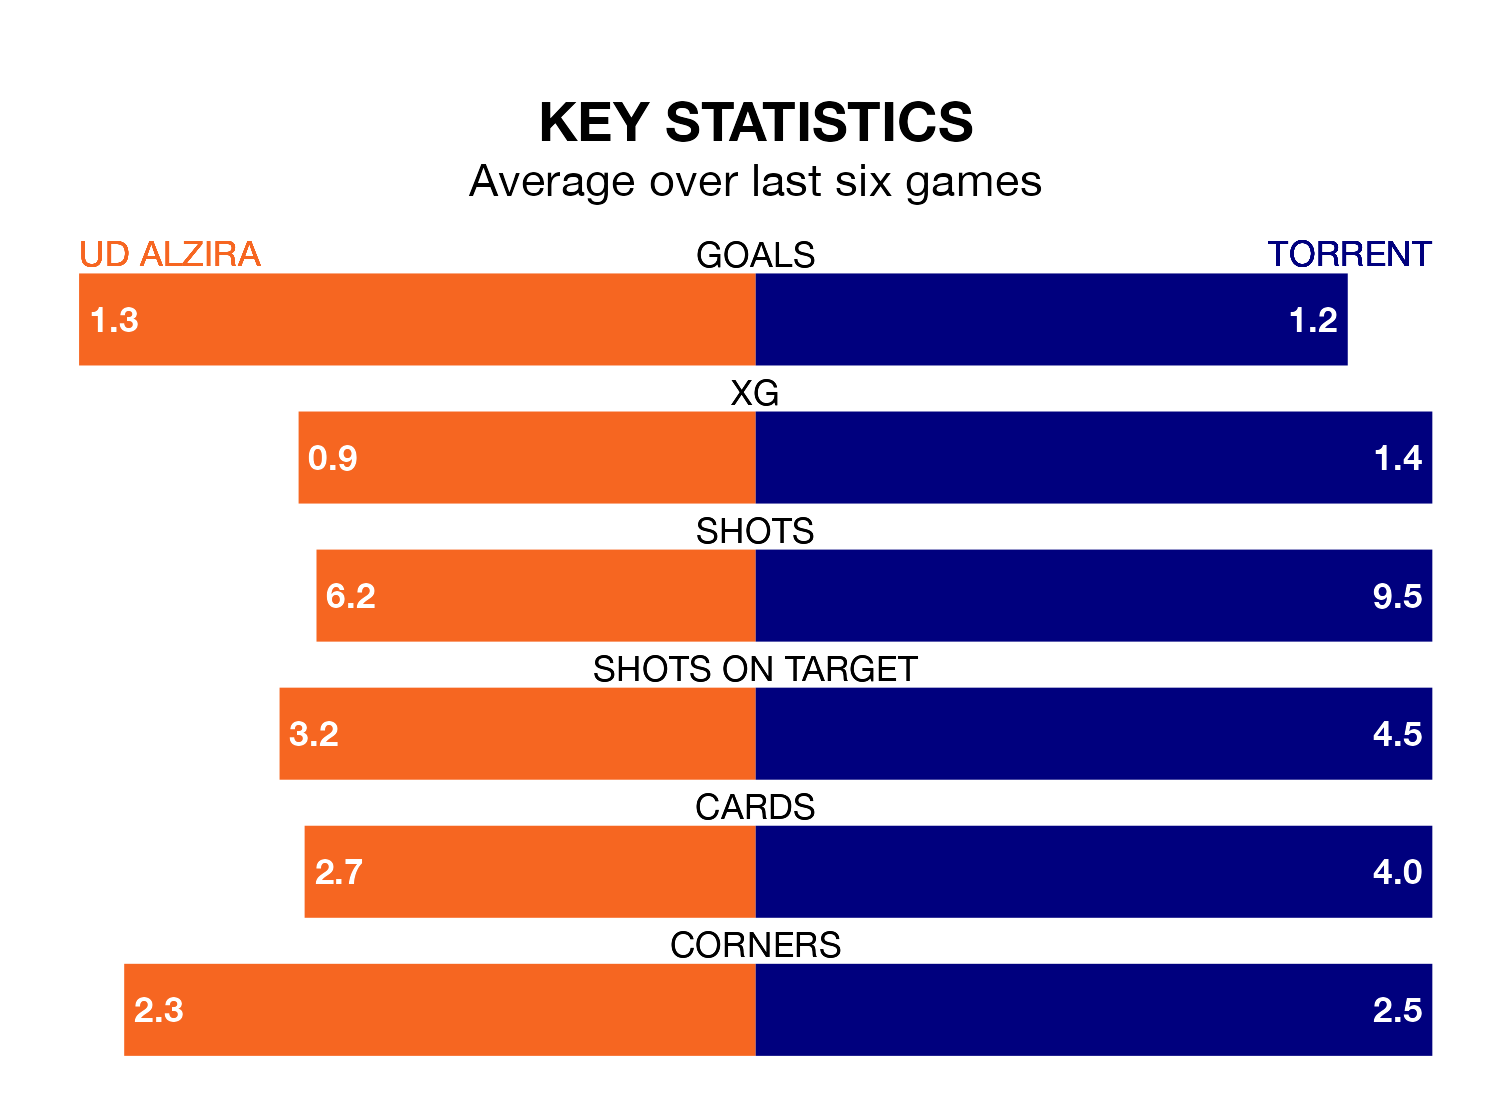 KEY STATISTICS
Average over last six games
UD ALZIRA GOALS TORRENT
1.3 1.2
XG
0.9 1.4
SHOTS
6.2 9.5
SHOTS ON TARGET
3.2 4.5
CARDS
2.7 4.0
CORNERS
2.3 2.5